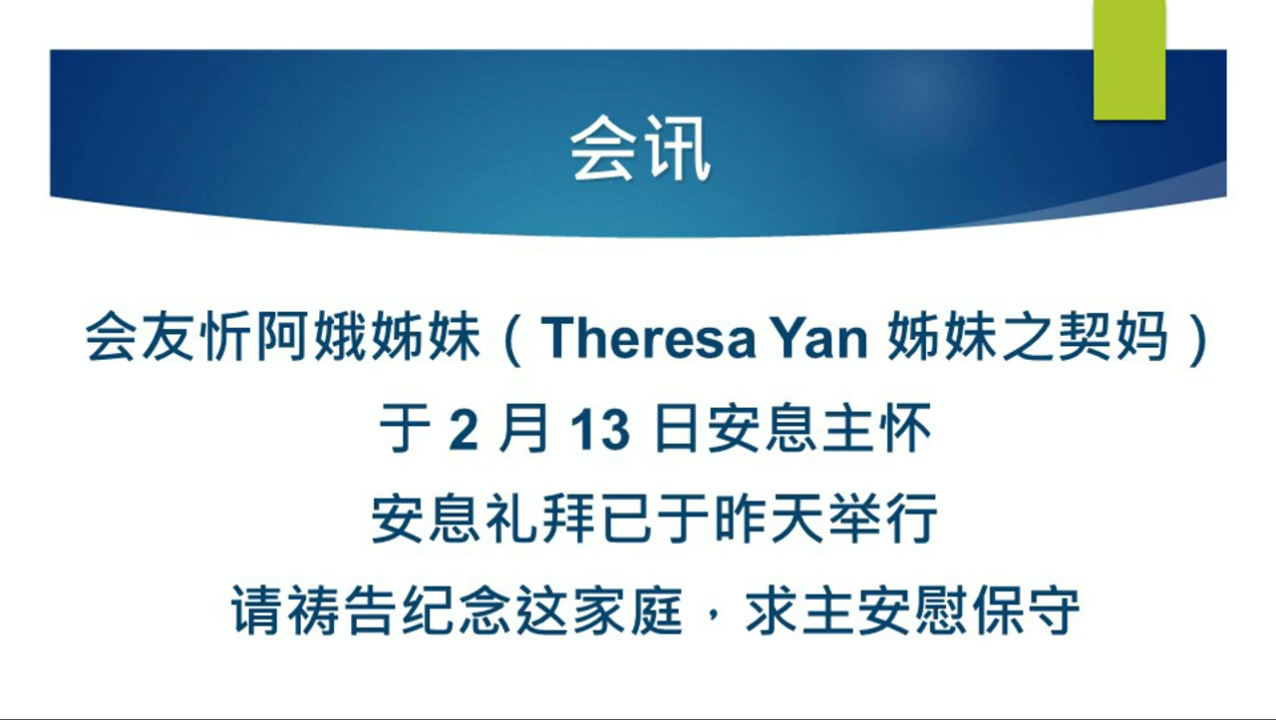 会讯
会友忻阿娥姊妹（Theresa Yan 姊妹之契妈）
于 2 月 13 日安息主怀
安息礼拜已于昨天举行
请祷告纪念这家庭，求主安慰保守